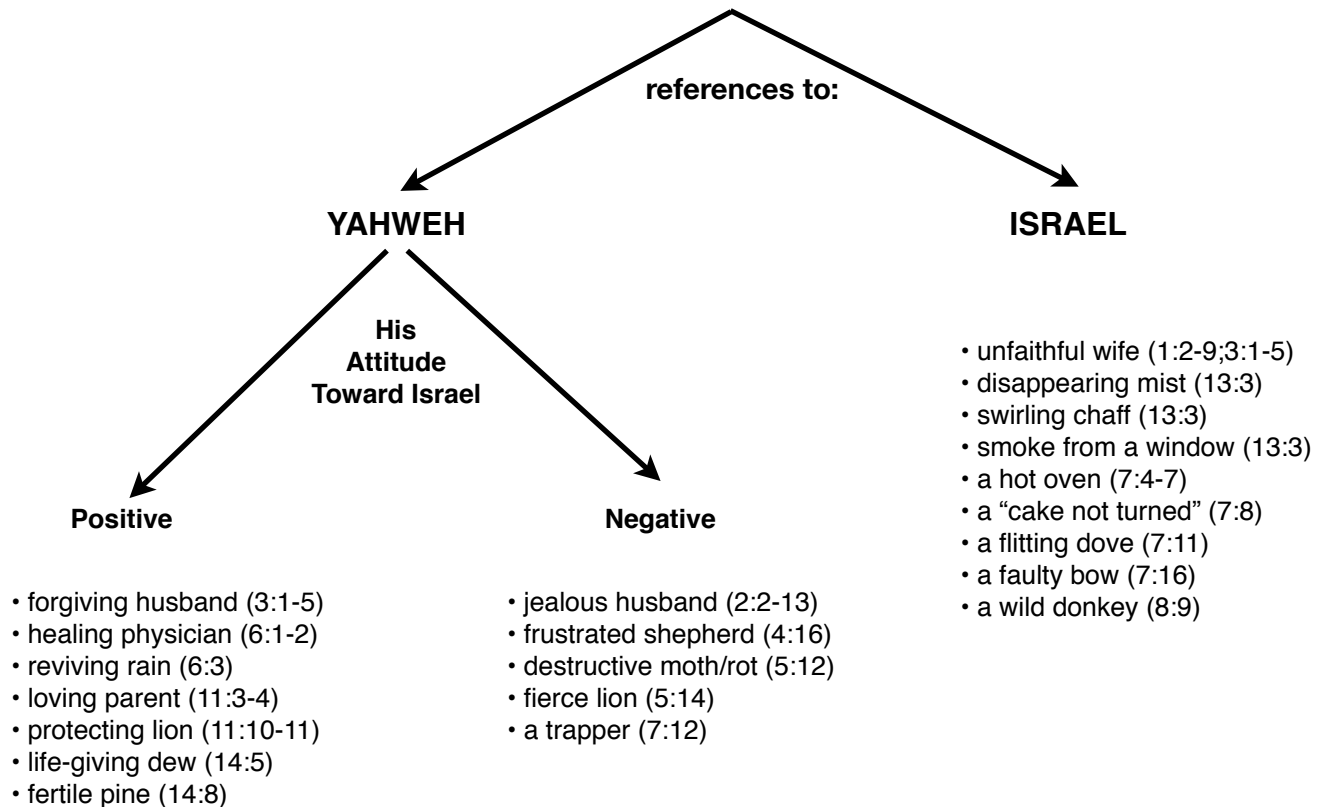 references to:
YAHWEH
ISRAEL
His
Attitude
Toward Israel
Positive
Negative
• forgiving husband (3:1-5)
• healing physician (6:1-2)
• reviving rain (6:3)
• loving parent (11:3-4)
• protecting lion (11:10-11)
• life-giving dew (14:5)
• fertile pine (14:8)
• jealous husband (2:2-13)
• frustrated shepherd (4:16)
• destructive moth/rot (5:12)
• fierce lion (5:14)
• a trapper (7:12)
• unfaithful wife (1:2-9;3:1-5)
• disappearing mist (13:3)
• swirling chaff (13:3)
• smoke from a window (13:3)
• a hot oven (7:4-7)
• a “cake not turned” (7:8)
• a flitting dove (7:11)
• a faulty bow (7:16)
• a wild donkey (8:9)